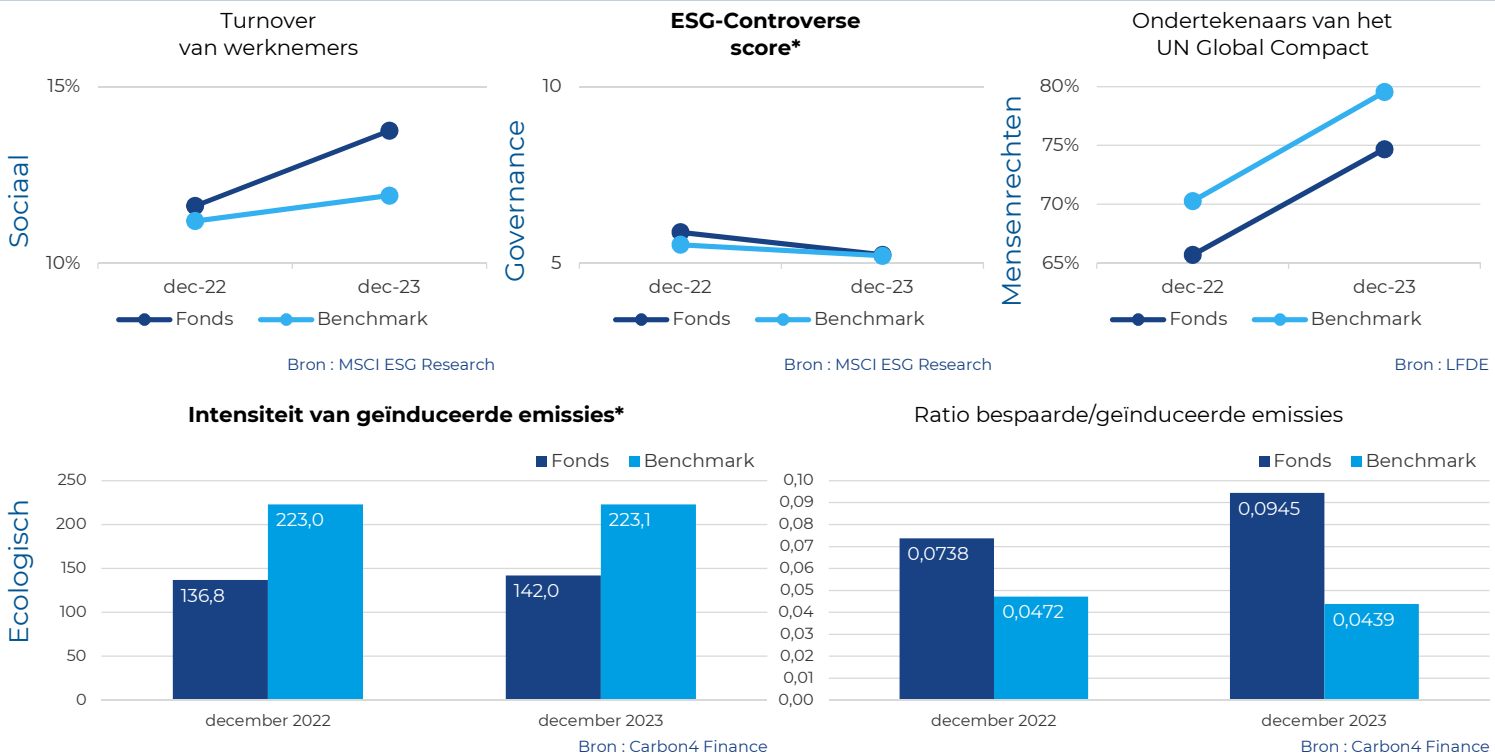 Turnover
van werknemers
Sociaal
15%
10%
dec-22
dec-23
Fonds
Benchmark
Bron : MSCI ESG Research
ESG-Controverse
score*
Governance
10
5
dec-22
dec-23
Fonds
Benchmark
Bron : MSCI ESG Research
Ondertekenaars van het
UN Global Compact
Mensenrechten
80%
75%
70%
65%
dec-22
dec-23
Fonds
Benchmark
Bron : LFDE
Intensiteit van geïnduceerde emissies*
Fonds
Benchmark
Ecologisch
250
200
150
100
50
0
136,8
223,0
142,0
223,1
december 2022
december 2023
Bron : Carbon4 Finance
Ratio bespaarde/geïnduceerde emissies
Fonds
Benchmark
0,10
0,09
0,08
0,07
0,06
0,05
0,04
0,03
0,02
0,01
0,00
0,0738
0,0472
0,0945
0,0439
december 2022
december 2023
Bron : Carbon4 Finance